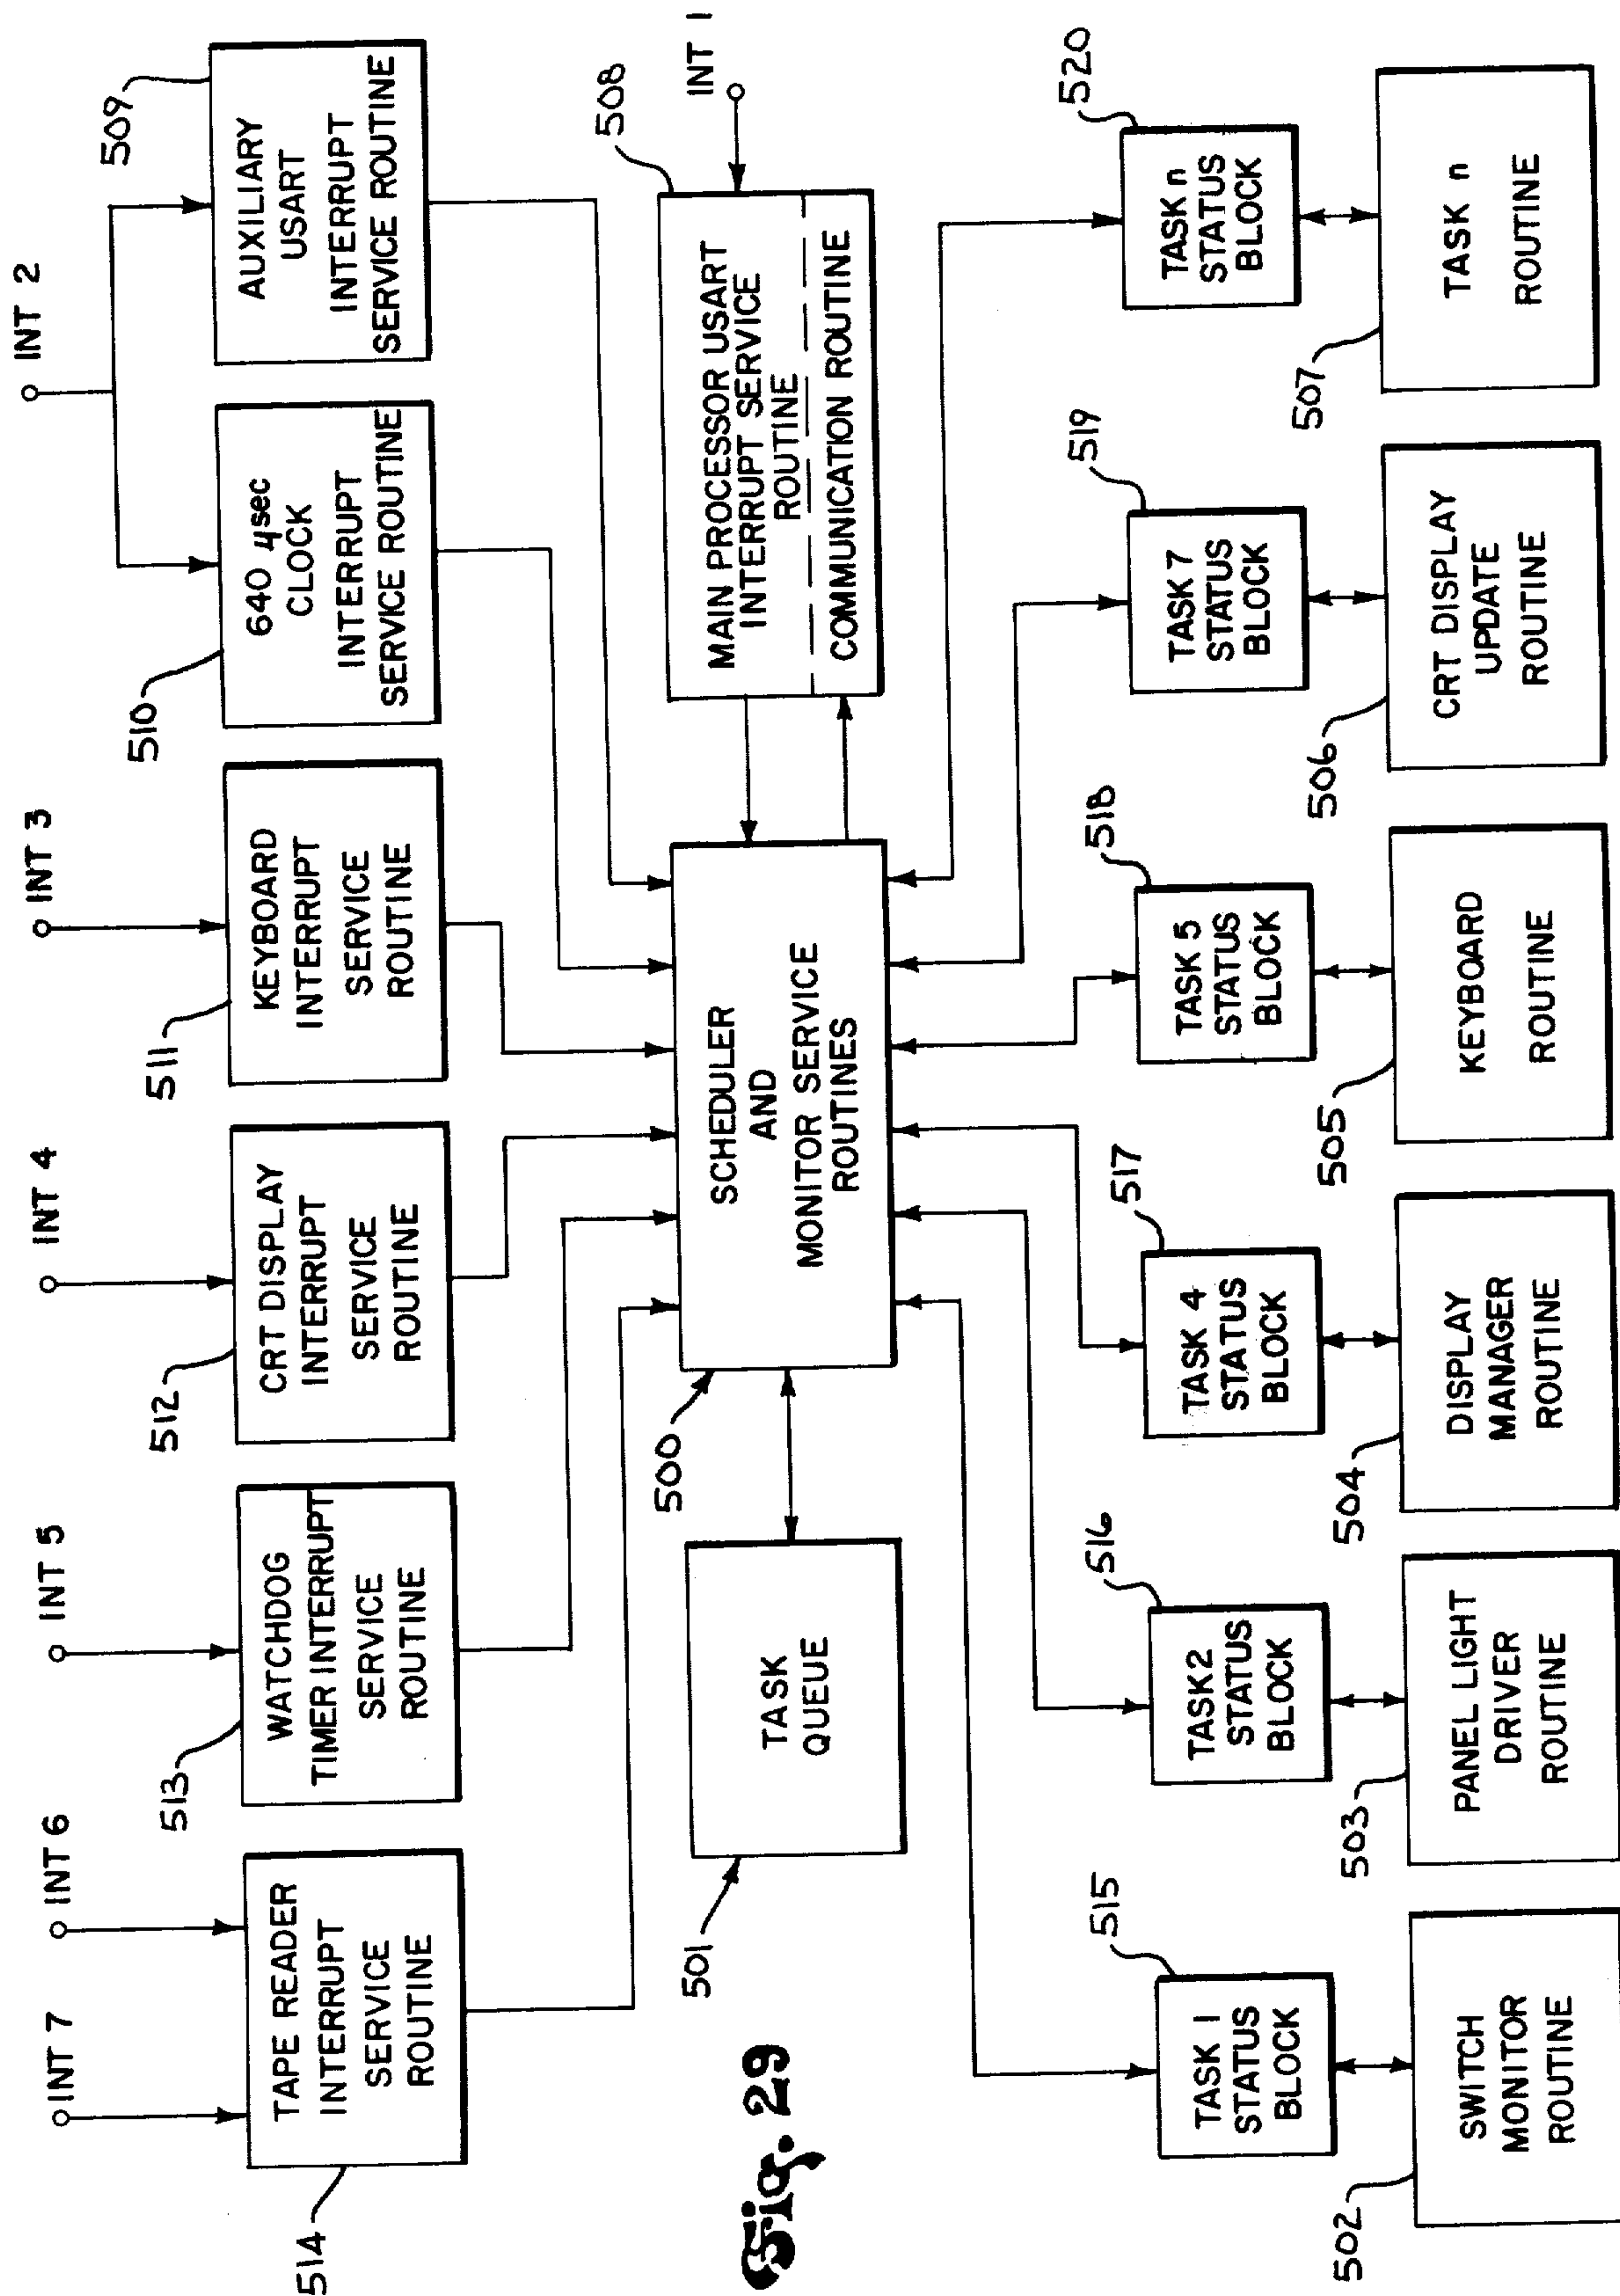 INT 7
INT 6
INT 5
INT 4
INT 3
INT 2
514
TAPE READER
INTERRUPT
SERVICE
ROUTINE
513
WATCHDOG
TIMER INTERRUPT
SERVICE
ROUTINE
512
CRT DISPLAY
INTERRUPT
SERVICE
ROUTINE
511
KEYBOARD
INTERRUPT
SERVICE
ROUTINE
510
640 µsec
CLOCK
INTERRUPT
SERVICE ROUTINE
509
AUXILIARY
USART
INTERRUPT
SERVICE ROUTINE
501
TASK
QUEUE
500
SCHEDULER
AND
MONITOR SERVICE
ROUTINES
508
MAIN PROCESSOR USART
INTERRUPT SERVICE
ROUTINE
COMMUNICATION ROUTINE
INT 1
Fig. 29
515
TASK 1
STATUS
BLOCK
516
TASK2
STATUS
BLOCK
517
TASK 4
STATUS
BLOCK
518
TASK 5
STATUS
BLOCK
519
TASK 7
STATUS
BLOCK
520
TASK n
STATUS
BLOCK
502
SWITCH
MONITOR
ROUTINE
503
PANEL LIGHT
DRIVER
ROUTINE
504
DISPLAY
MANAGER
ROUTINE
505
KEYBOARD
ROUTINE
506
CRT DISPLAY
UPDATE
ROUTINE
507
TASK n
ROUTINE